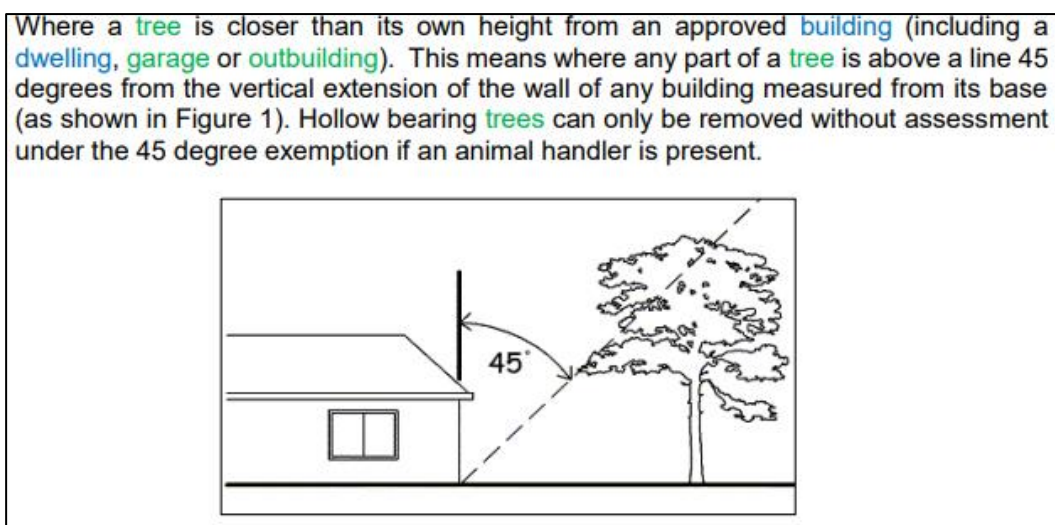 Where a tree is closer than its own height from an approved building (including a
dwelling, garage or outbuilding).  This means where any part of a tree is above a line 45
degrees from the vertical extension of the wall of any building measured from its base
(as shown in Figure 1). Hollow bearing trees can only be removed without assessment
under the 45 degree exemption if an animal handler is present.
45°